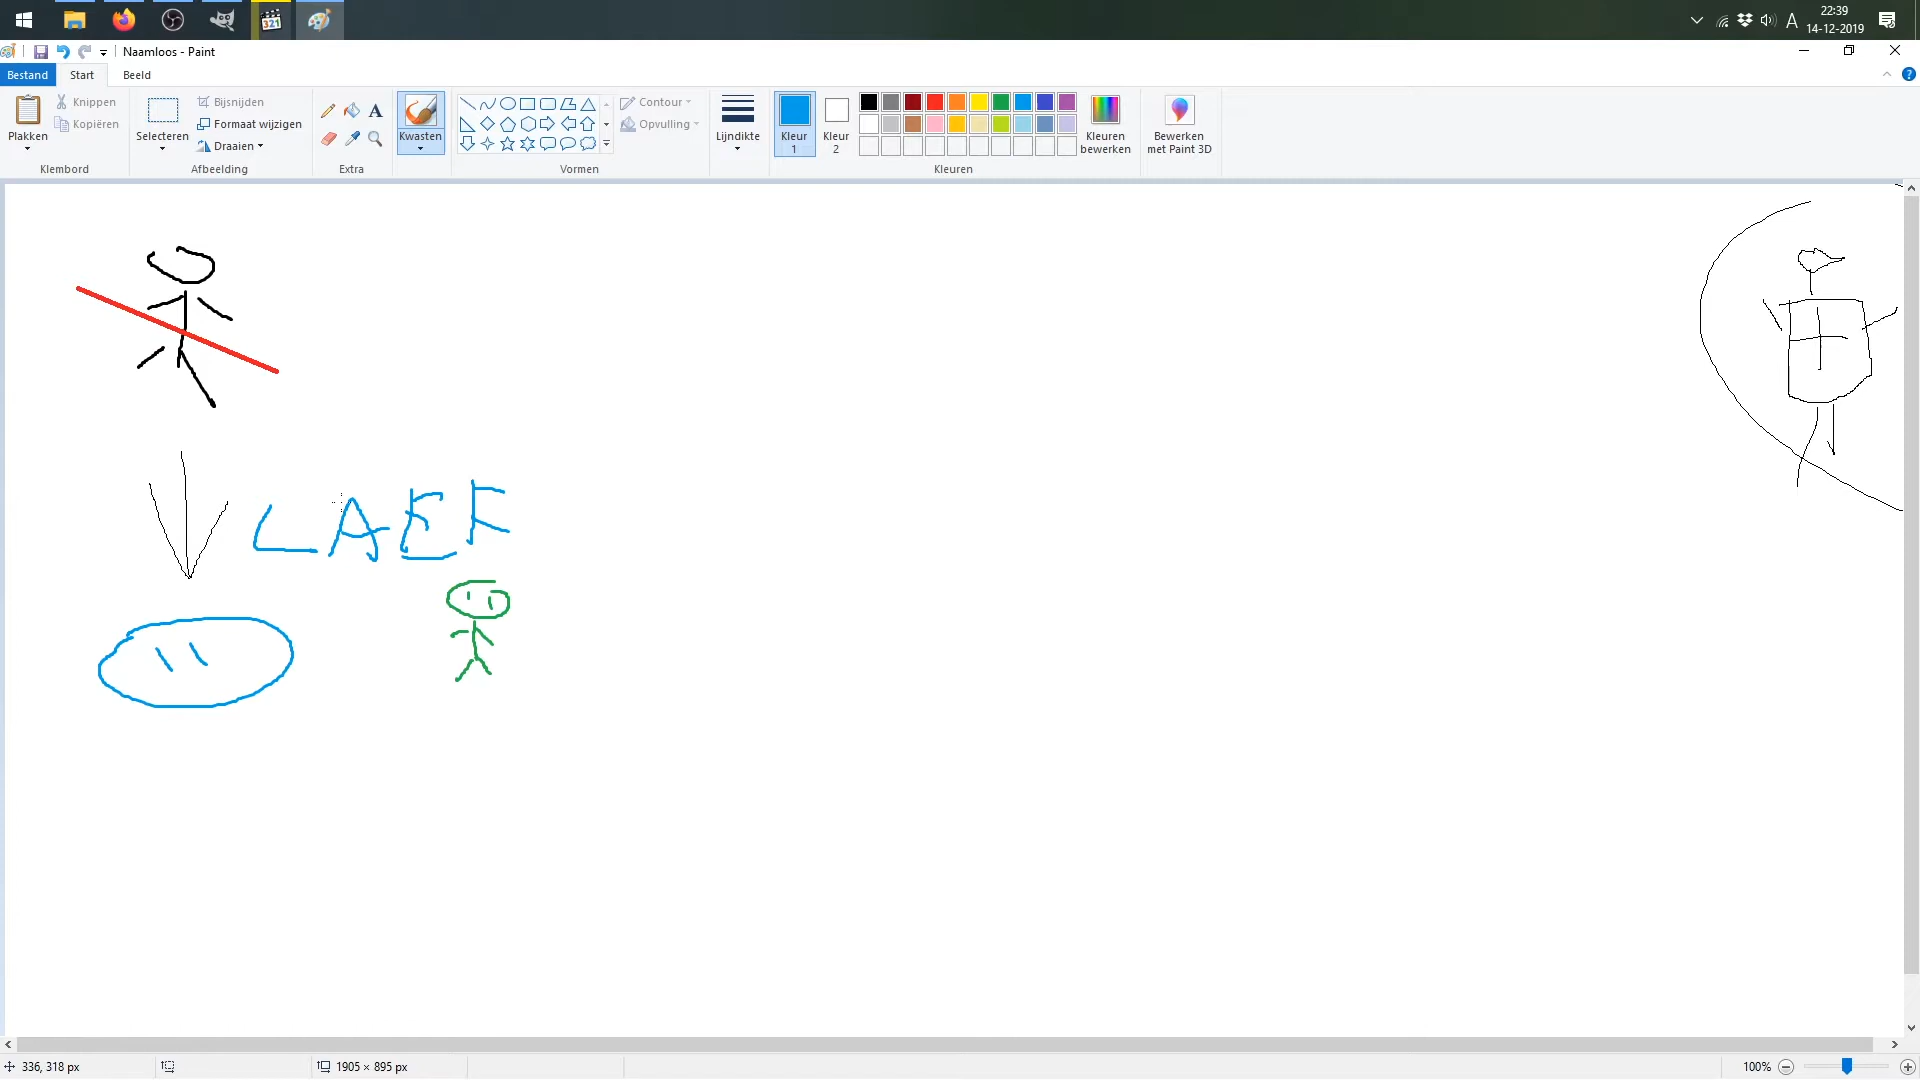 22:39
A
14-12-2019
Naamloos - Paint
Bestand Start Beeld
Plakken
Knippen
Kopiëren
Klembord
Selecteren
Bijsnijden
Formaat wijzigen
Draaien
Afbeelding
A
Extra
Kwasten
Contour
Opvulling
Vormen
Lijndikte
Kleur
1
Kleur
2
Kleuren
bewerken
Kleuren
Bewerken
met Paint 3D
LAEF
336, 318 px
1905 × 895 px
100%